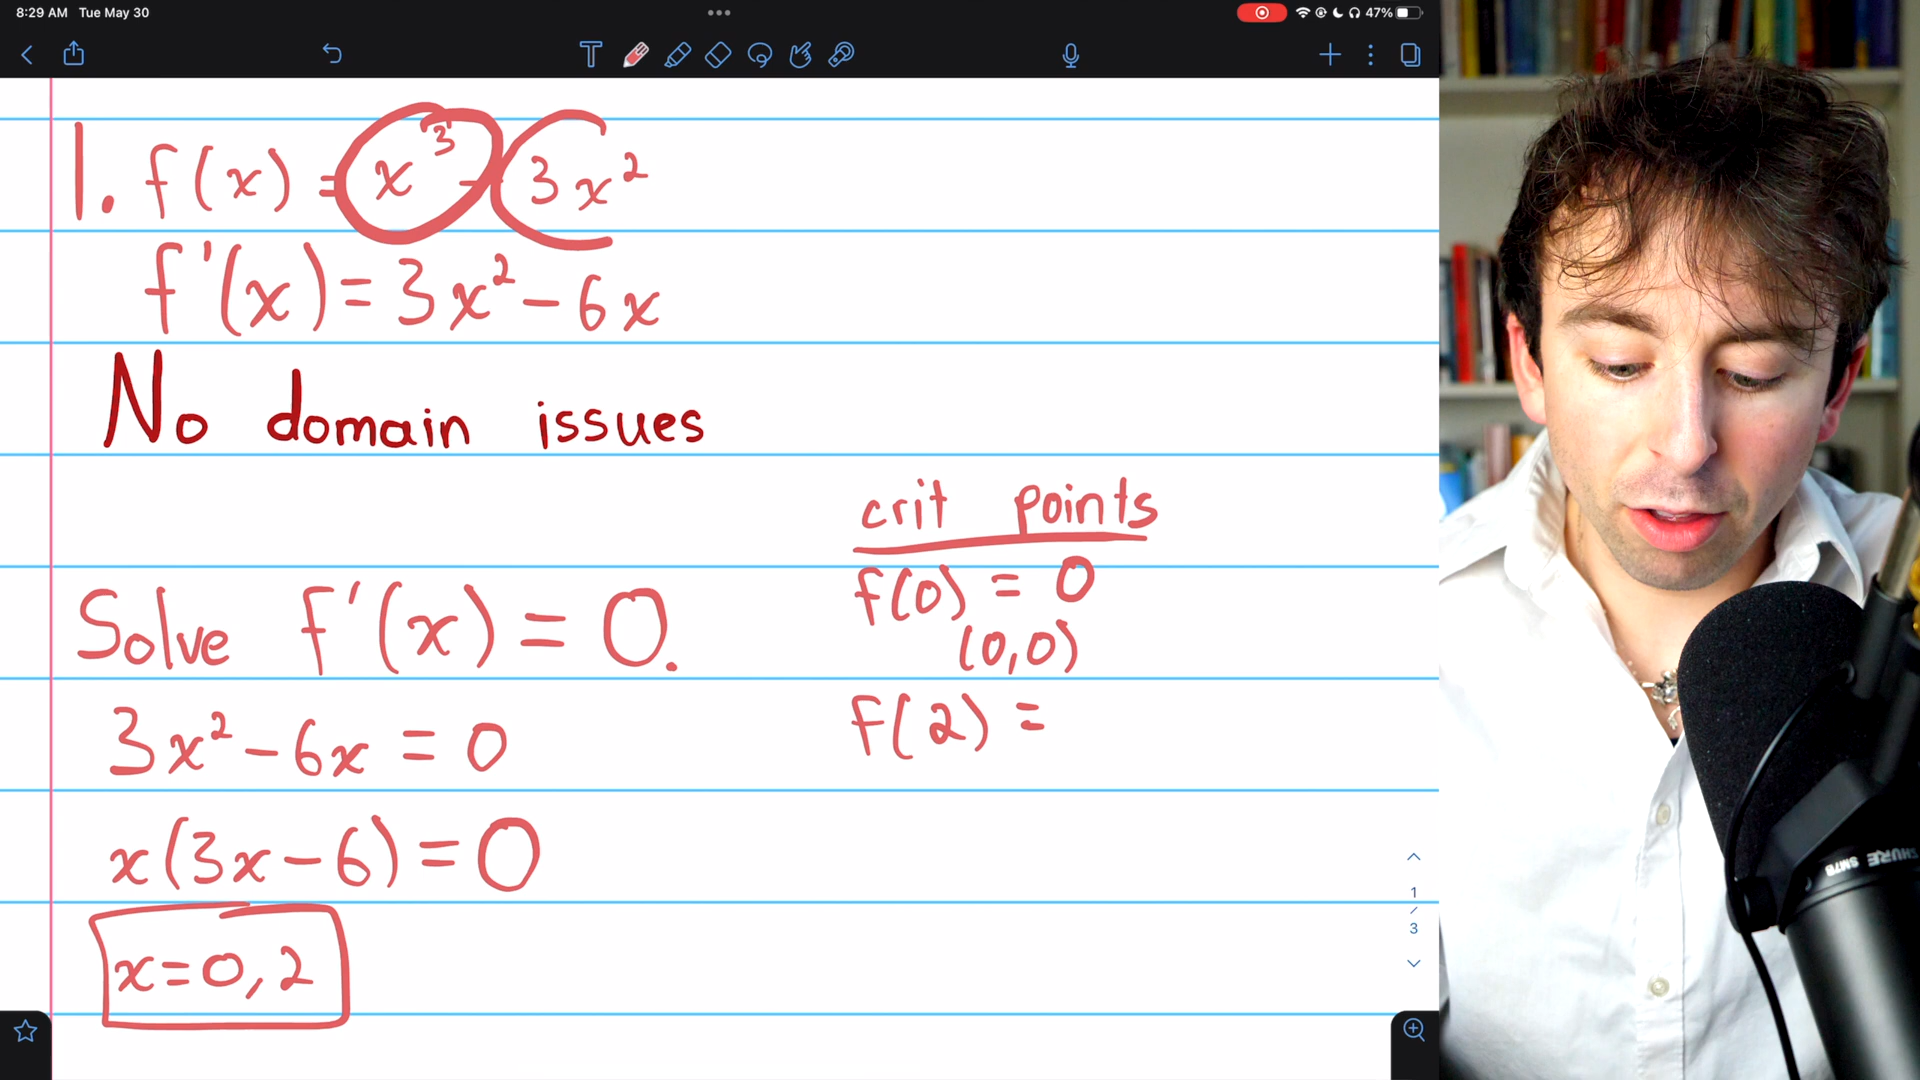 8:29 AM Tue May 30
47%
1. f(x) = x³ - 3x²
f'(x) = 3x² - 6x
No domain issues
crit points
f(0) = 0
(0,0)
f(2) =
Solve f'(x) = 0.
3x² - 6x = 0
x(3x - 6) = 0
x = 0, 2
1
/
3
SHURE SM7B